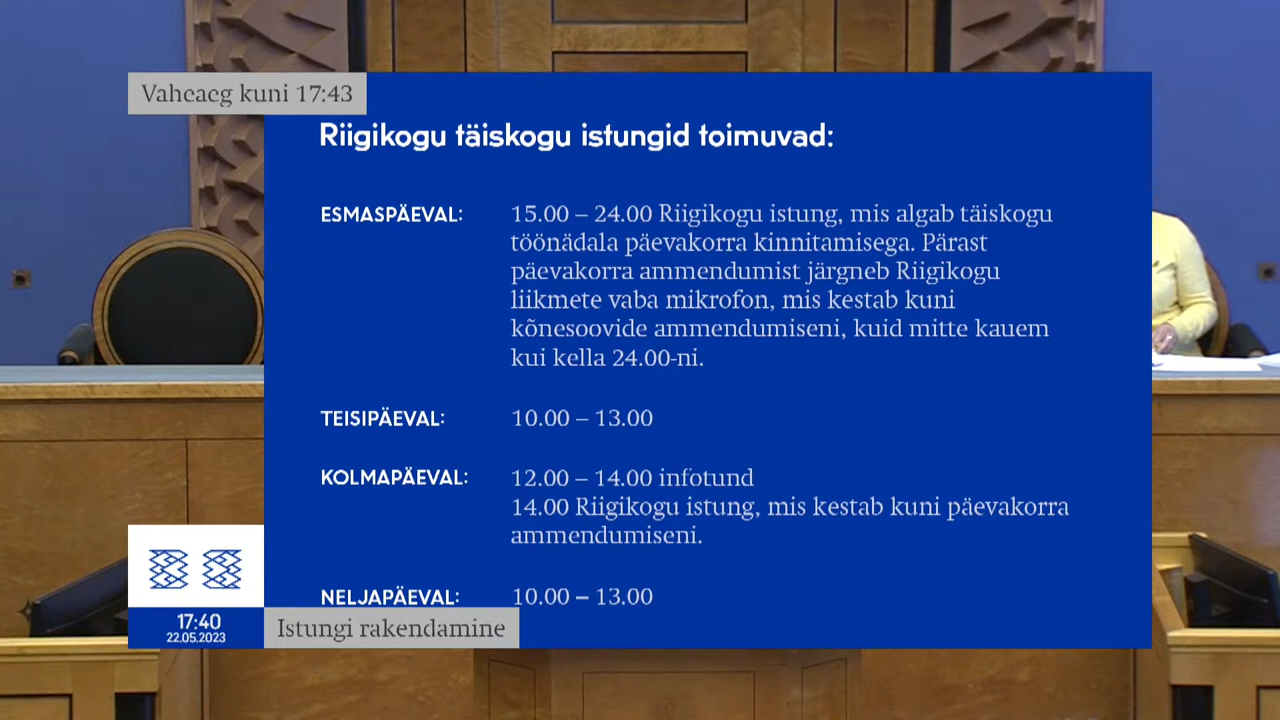 Vaheaeg kuni 17:43
Riigikogu täiskogu istungid toimuvad:
ESMASPÄEVAL:
15.00 – 24.00 Riigikogu istung, mis algab täiskogu
töönädala päevakorra kinnitamisega. Pärast
päevakorra ammendumist järgneb Riigikogu
liikmete vaba mikrofon, mis kestab kuni
kõnesoovide ammendumiseni, kuid mitte kauem
kui kella 24.00-ni.
TEISIPÄEVAL:
10.00 – 13.00
KOLMAPÄEVAL:
12.00 – 14.00 infotund
14.00 Riigikogu istung, mis kestab kuni päevakorra
ammendumiseni.
NELJAPÄEVAL:
10.00 – 13.00
17:40
22.05.2023
Istungi rakendamine